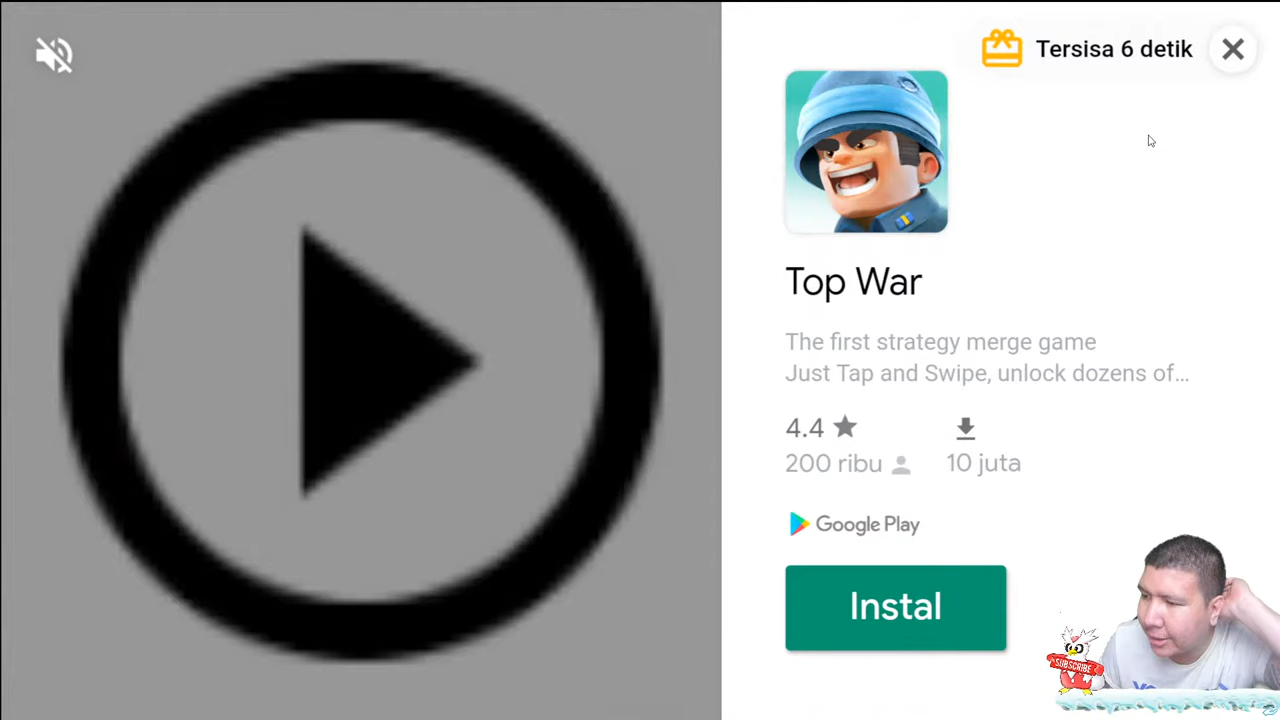 Tersisa 6 detik
Top War
The first strategy merge game
Just Tap and Swipe, unlock dozens of...
4.4
200 ribu
10 juta
Google Play
Instal
SUBSCRIBE